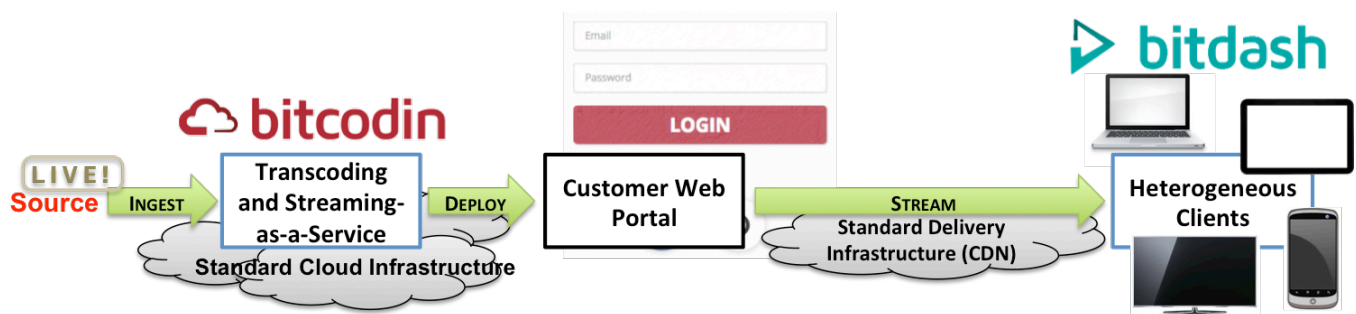 Email
Password
LOGIN
bitdash
bitcodin
LIVE!
Source
INGEST
Transcoding
and Streaming-
as-a-Service
DEPLOY
Customer Web
Portal
STREAM
Heterogeneous
Clients
Standard Delivery
Infrastructure (CDN)
Standard Cloud Infrastructure